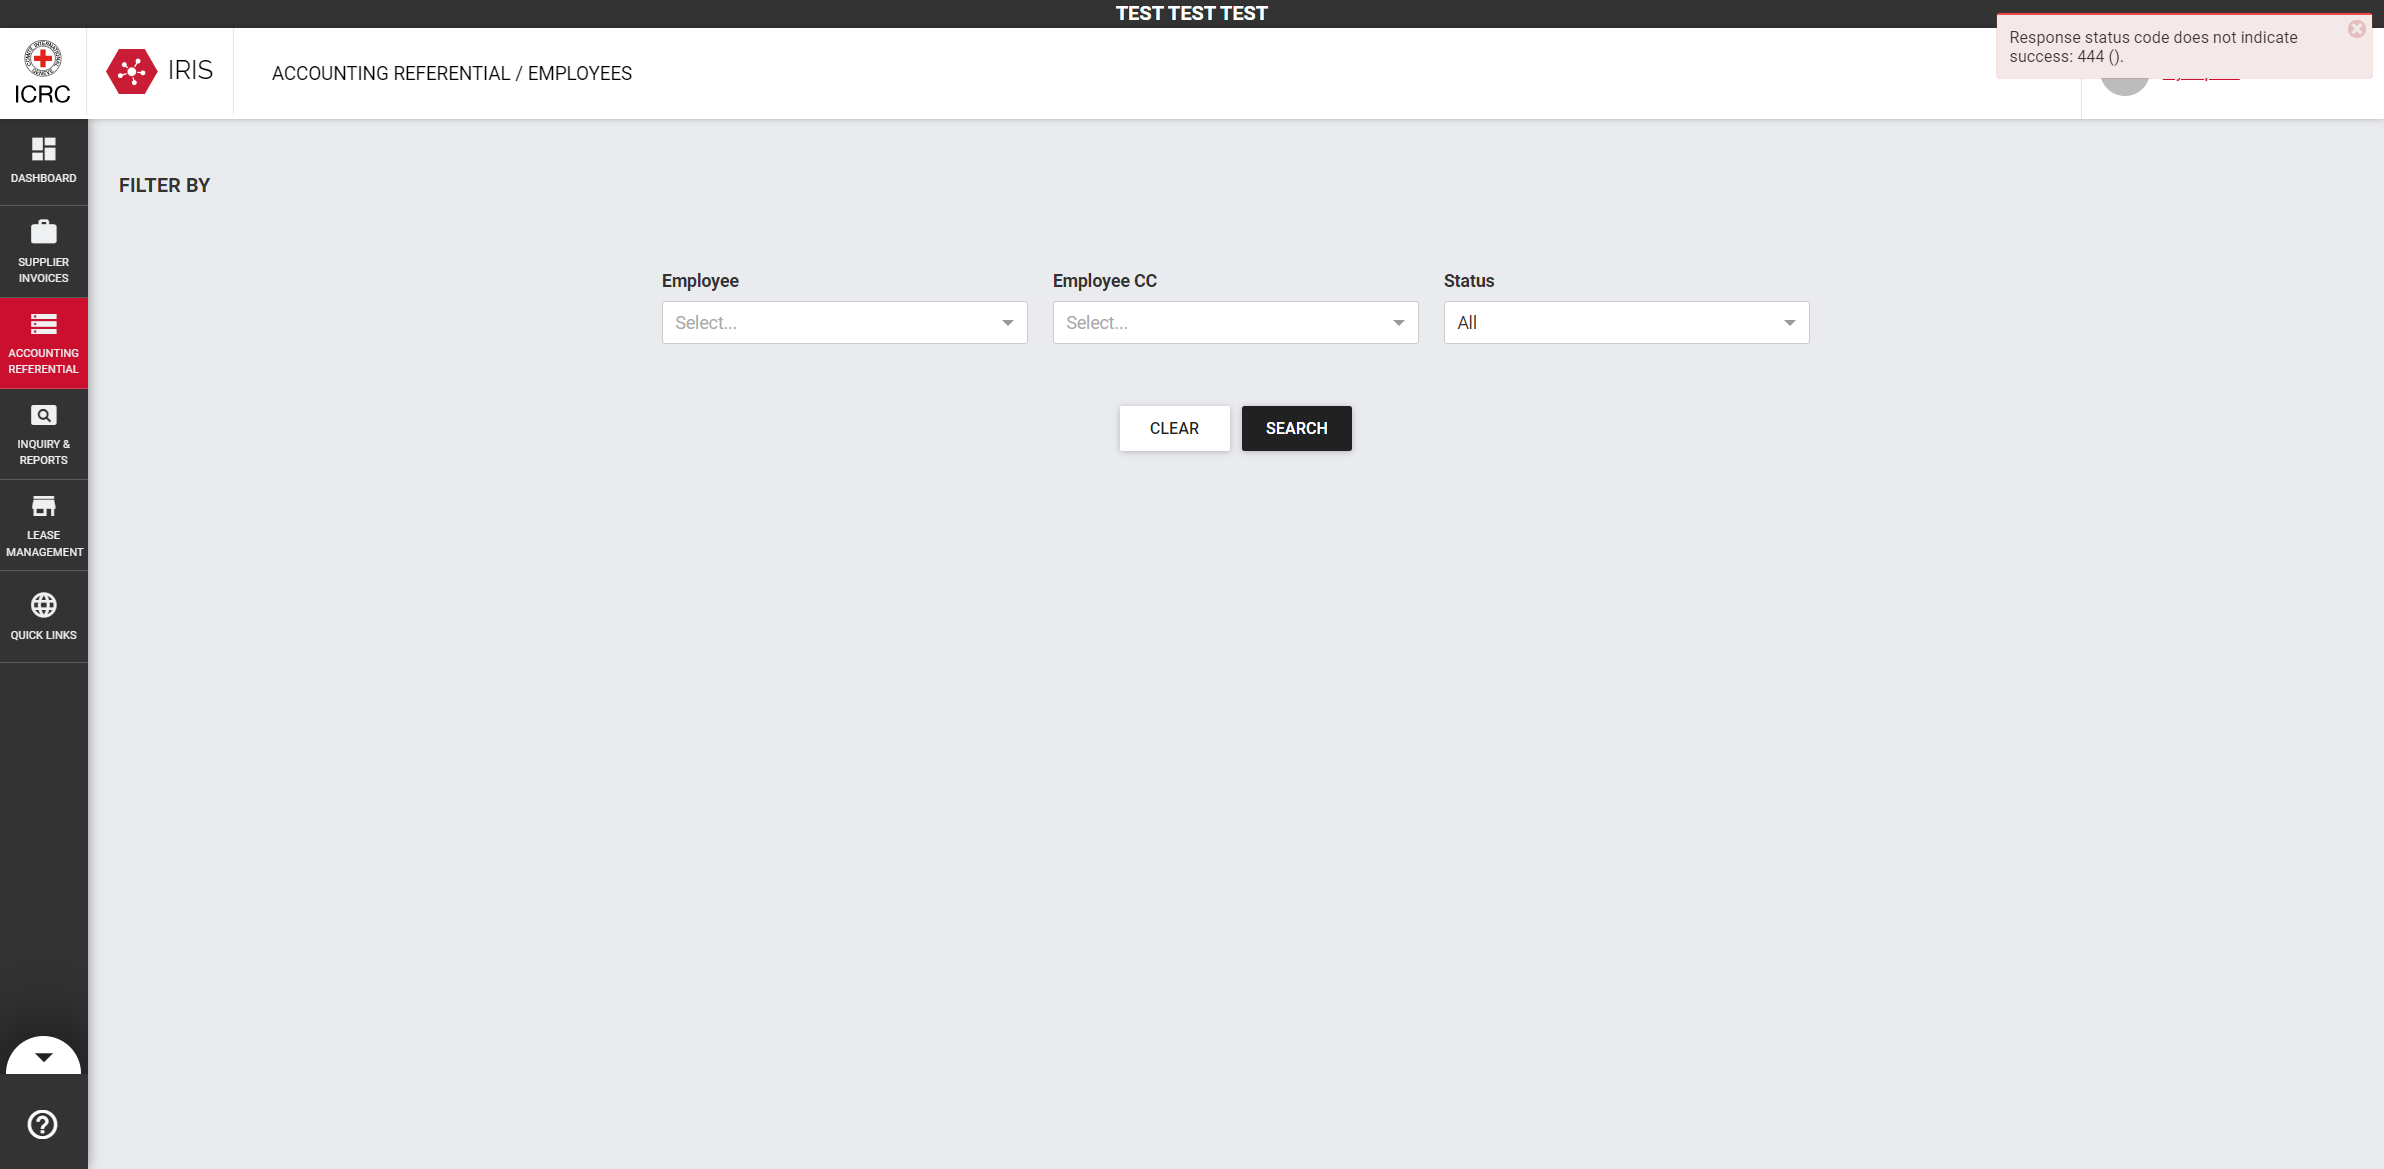 TEST TEST TEST
Response status code does not indicate
success: 444 ().
ICRC
IRIS
ACCOUNTING REFERENTIAL / EMPLOYEES
DASHBOARD
SUPPLIER
INVOICES
ACCOUNTING
REFERENTIAL
INQUIRY &
REPORTS
LEASE
MANAGEMENT
QUICK LINKS
FILTER BY
Employee
Employee CC
Status
Select...
Select...
All
CLEAR
SEARCH